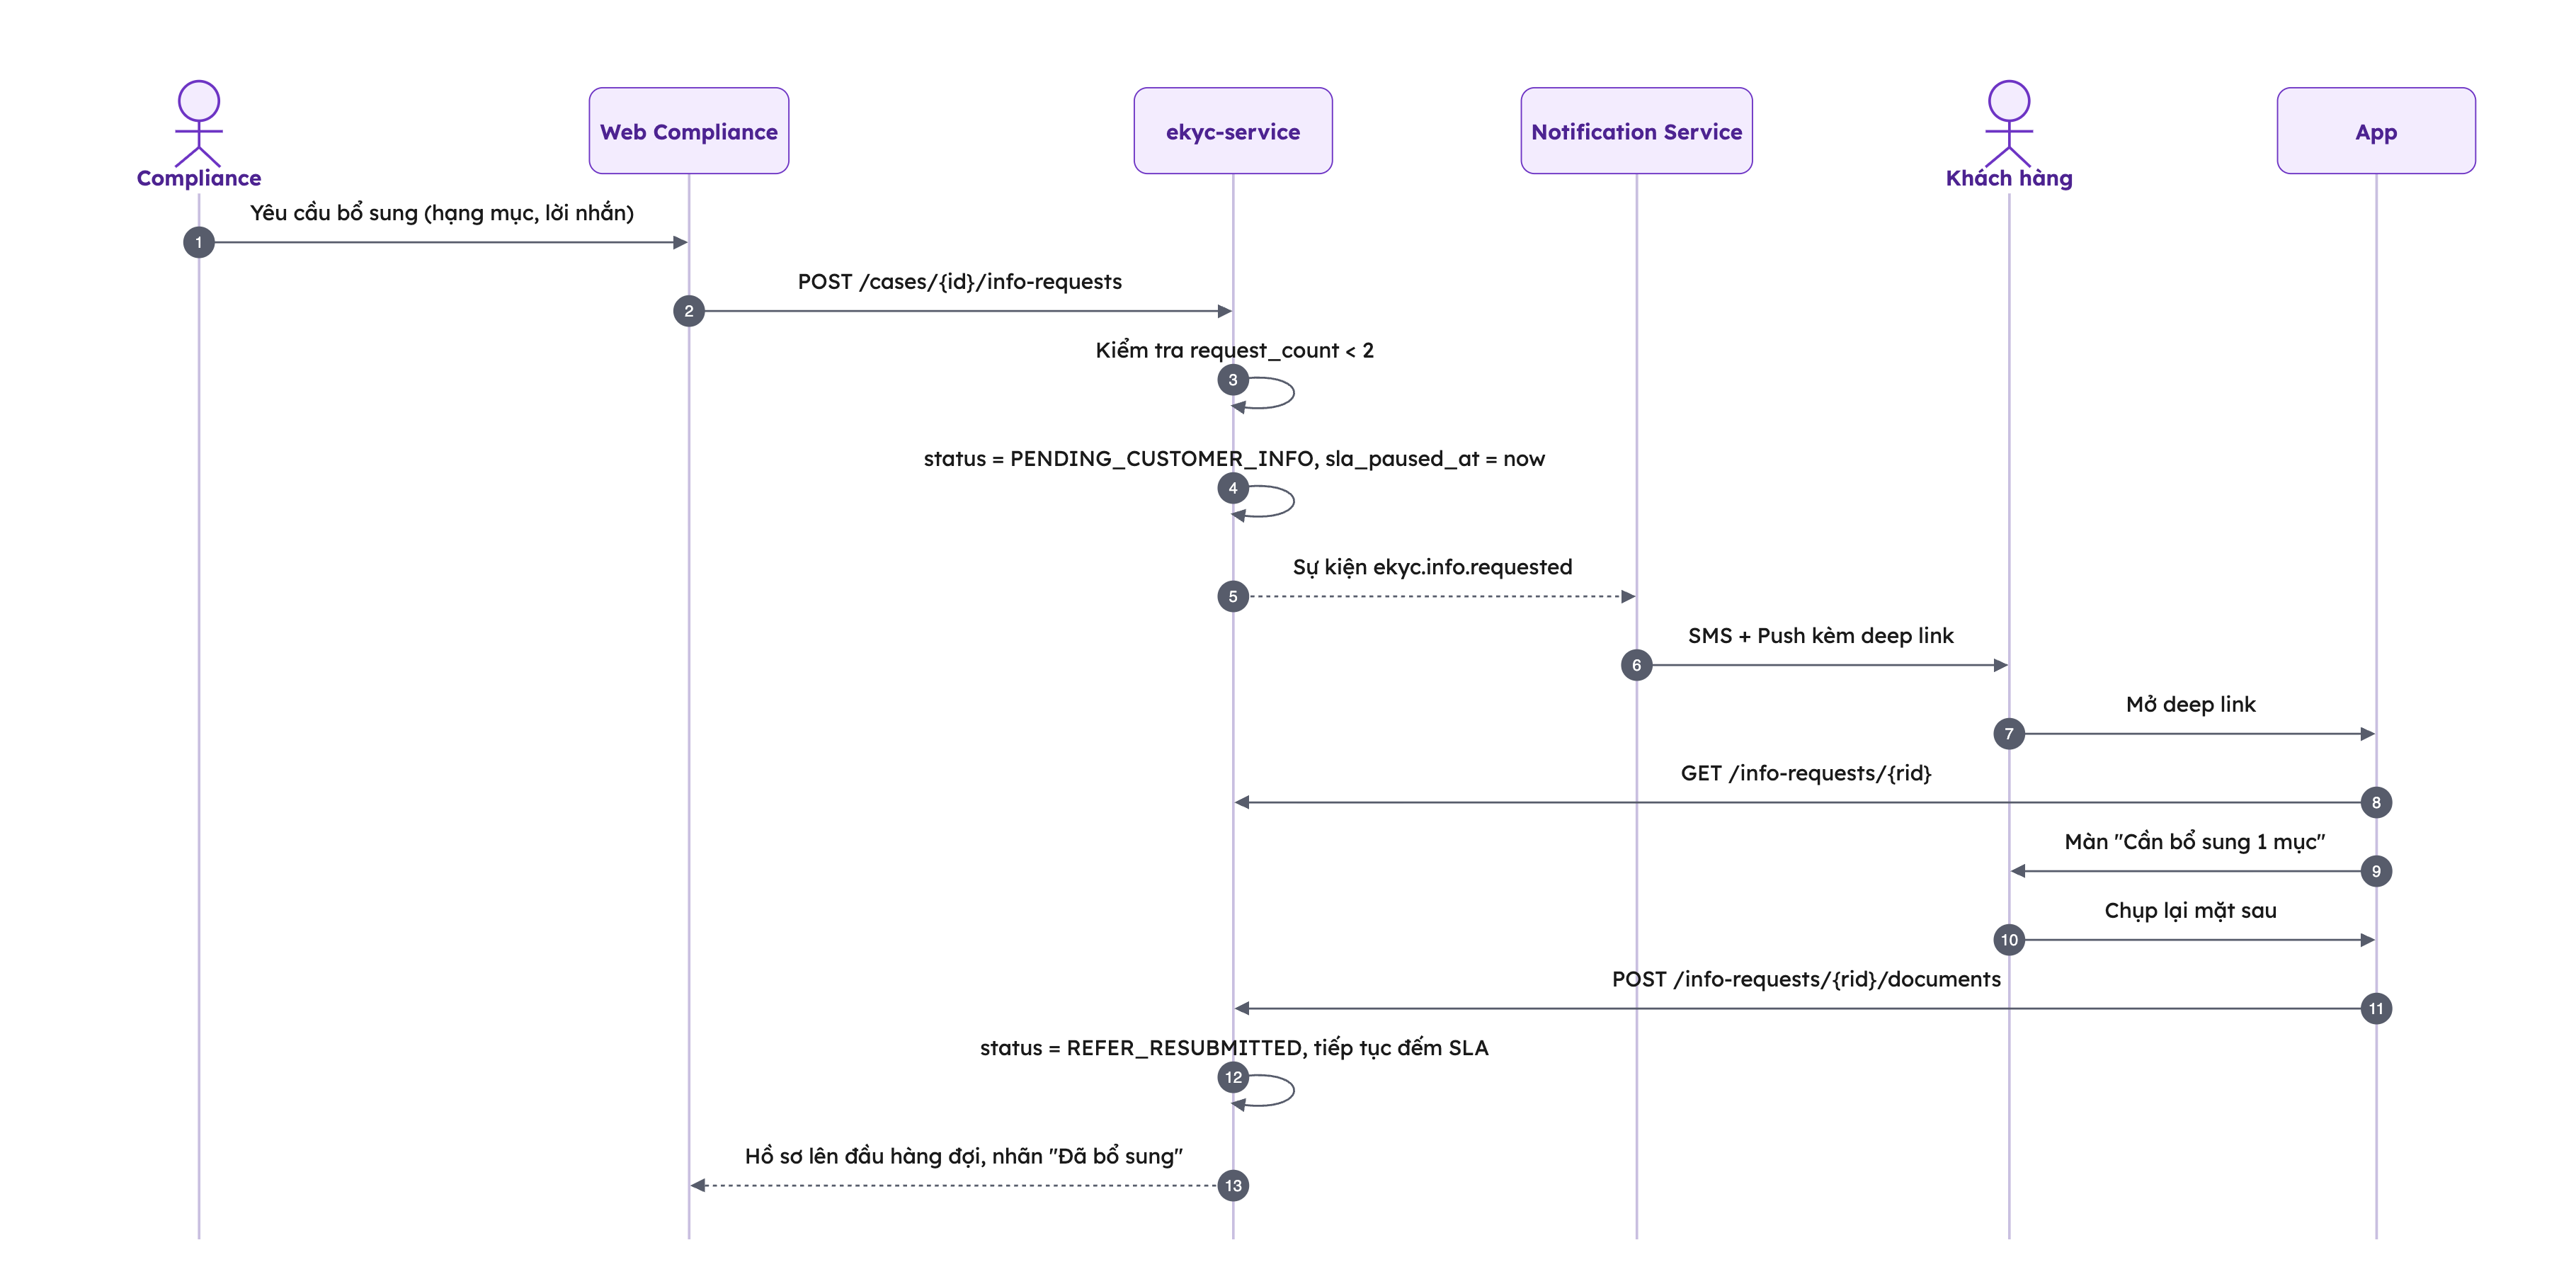 Compliance
Web Compliance
ekyc-service
Notification Service
Khách hàng
App
Yêu cầu bổ sung (hạng mục, lời nhắn)
1
POST /cases/{id}/info-requests
2
Kiểm tra request_count < 2
3
status = PENDING_CUSTOMER_INFO, sla_paused_at = now
4
Sự kiện ekyc.info.requested
5
SMS + Push kèm deep link
6
Mở deep link
7
GET /info-requests/{rid}
8
Màn "Cần bổ sung 1 mục"
9
Chụp lại mặt sau
10
POST /info-requests/{rid}/documents
11
status = REFER_RESUBMITTED, tiếp tục đếm SLA
12
Hồ sơ lên đầu hàng đợi, nhãn "Đã bổ sung"
13